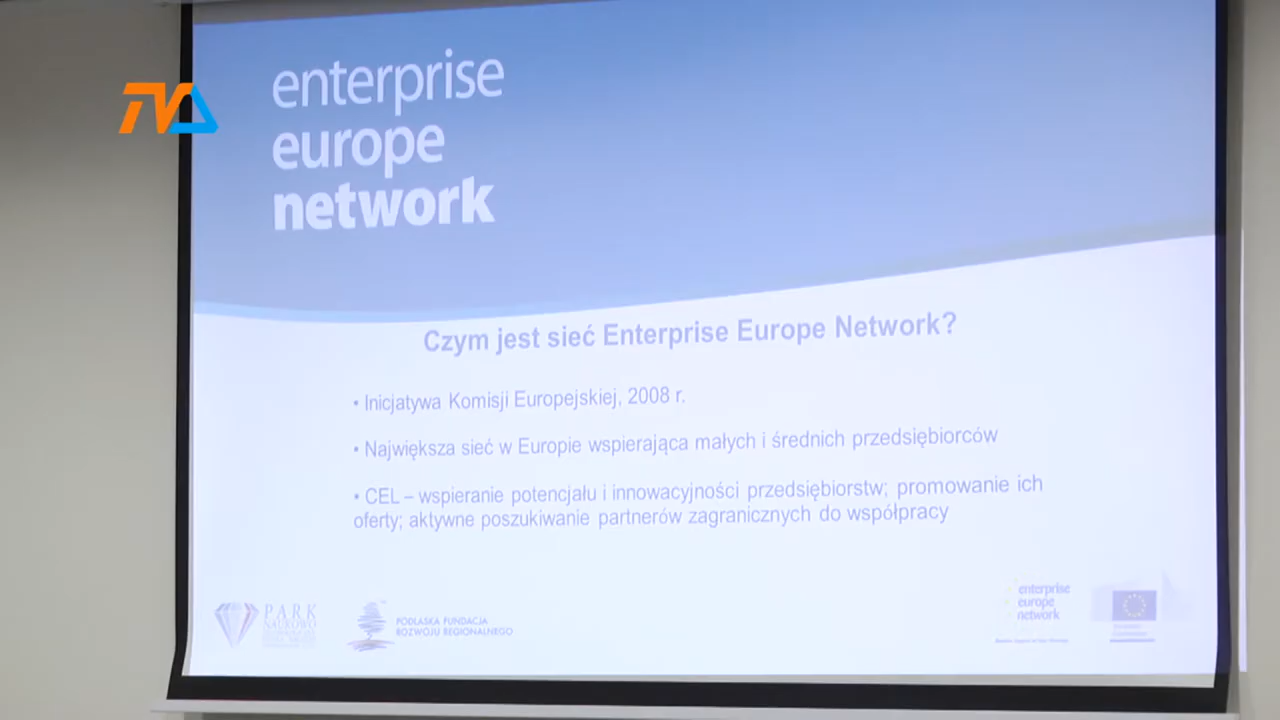 TVA
enterprise
europe
network
Czym jest sieć Enterprise Europe Network?
• Inicjatywa Komisji Europejskiej, 2008 r.
• Największa sieć w Europie wspierająca małych i średnich przedsiębiorców
• CEL – wspieranie potencjału i innowacyjności przedsiębiorstw; promowanie ich
oferty; aktywne poszukiwanie partnerów zagranicznych do współpracy
PARK
NAUKOWO
PODLASKA FUNDACJA
ROZWOJU REGIONALNEGO
enterprise
europe
network